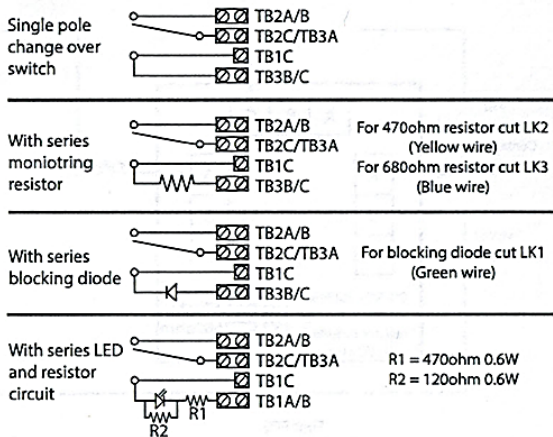 Single pole
change over
switch
TB2A/B
TB2C/TB3A
TB1C
TB3B/C
With series
moniotring
resistor
TB2A/B
TB2C/TB3A
TB1C
TB3B/C
For 470ohm resistor cut LK2
(Yellow wire)
For 680ohm resistor cut LK3
(Blue wire)
With series
blocking diode
TB2A/B
TB2C/TB3A
TB1C
TB3B/C
For blocking diode cut LK1
(Green wire)
With series LED
and resistor
circuit
TB2A/B
TB2C/TB3A
TB1C
TB1A/B
R1
R2
R1 = 470ohm 0.6W
R2 = 120ohm 0.6W